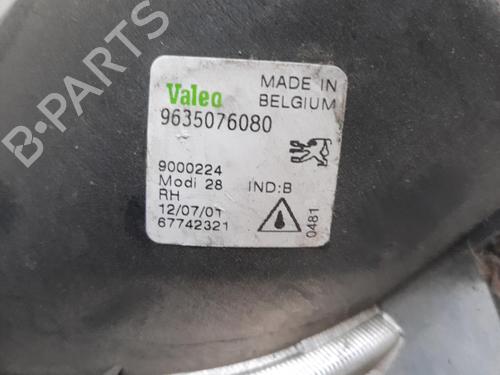 Valeo
MADE IN
BELGIUM
9635076080
9000224
Modi 28
IND:B
RH
12/07/01
67742321
0481
B-PARTS